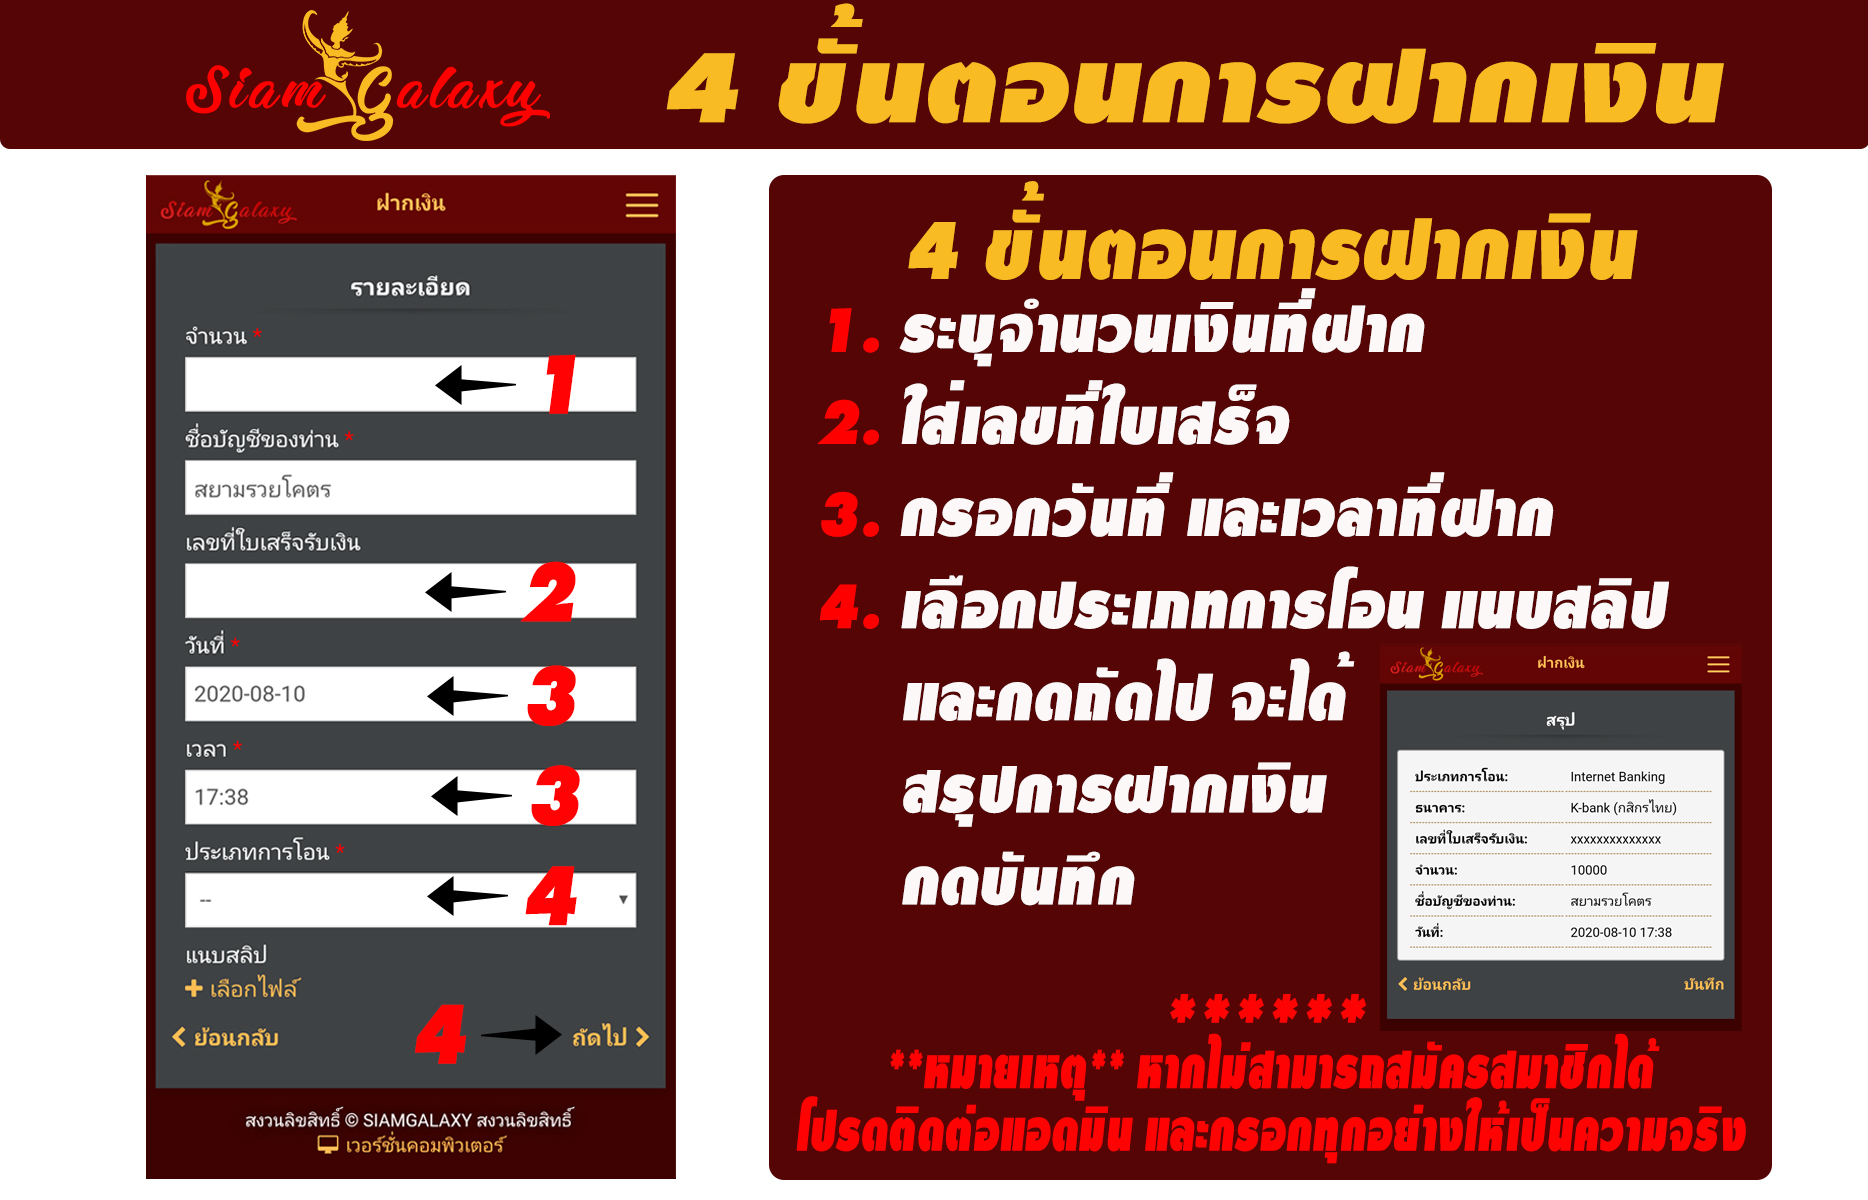 Siam Galaxy
4 ขั้นตอนการฝากเงิน
Siam Galaxy
ฝากเงิน
รายละเอียด
จำนวน *
1
ชื่อบัญชีของท่าน *
สยามรวยโคตร
เลขที่ใบเสร็จรับเงิน
2
วันที่ *
2020-08-10
3
เวลา *
17:38
3
ประเภทการโอน *
--
4
แนบสลิป
+ เลือกไฟล์
ย้อนกลับ
4
ถัดไป
สงวนลิขสิทธิ์ © SIAMGALAXY สงวนลิขสิทธิ์
เวอร์ชั่นคอมพิวเตอร์
4 ขั้นตอนการฝากเงิน
1. ระบุจำนวนเงินที่ฝาก
2. ใส่เลขที่ใบเสร็จ
3. กรอกวันที่ และเวลาที่ฝาก
4. เลือกประเภทการโอน แนบสลิป
และกดถัดไป จะได้
สรุปการฝากเงิน
กดบันทึก
Siam Galaxy
ฝากเงิน
สรุป
ประเภทการโอน: Internet Banking
ธนาคาร: K-bank (กสิกรไทย)
เลขที่ใบเสร็จรับเงิน: xxxxxxxxxxxxxx
จำนวน: 10000
ชื่อบัญชีของท่าน: สยามรวยโคตร
วันที่: 2020-08-10 17:38
ย้อนกลับ บันทึก
******
**หมายเหตุ** หากไม่สามารถสมัครสมาชิกได้
โปรดติดต่อแอดมิน และกรอกทุกอย่างให้เป็นความจริง